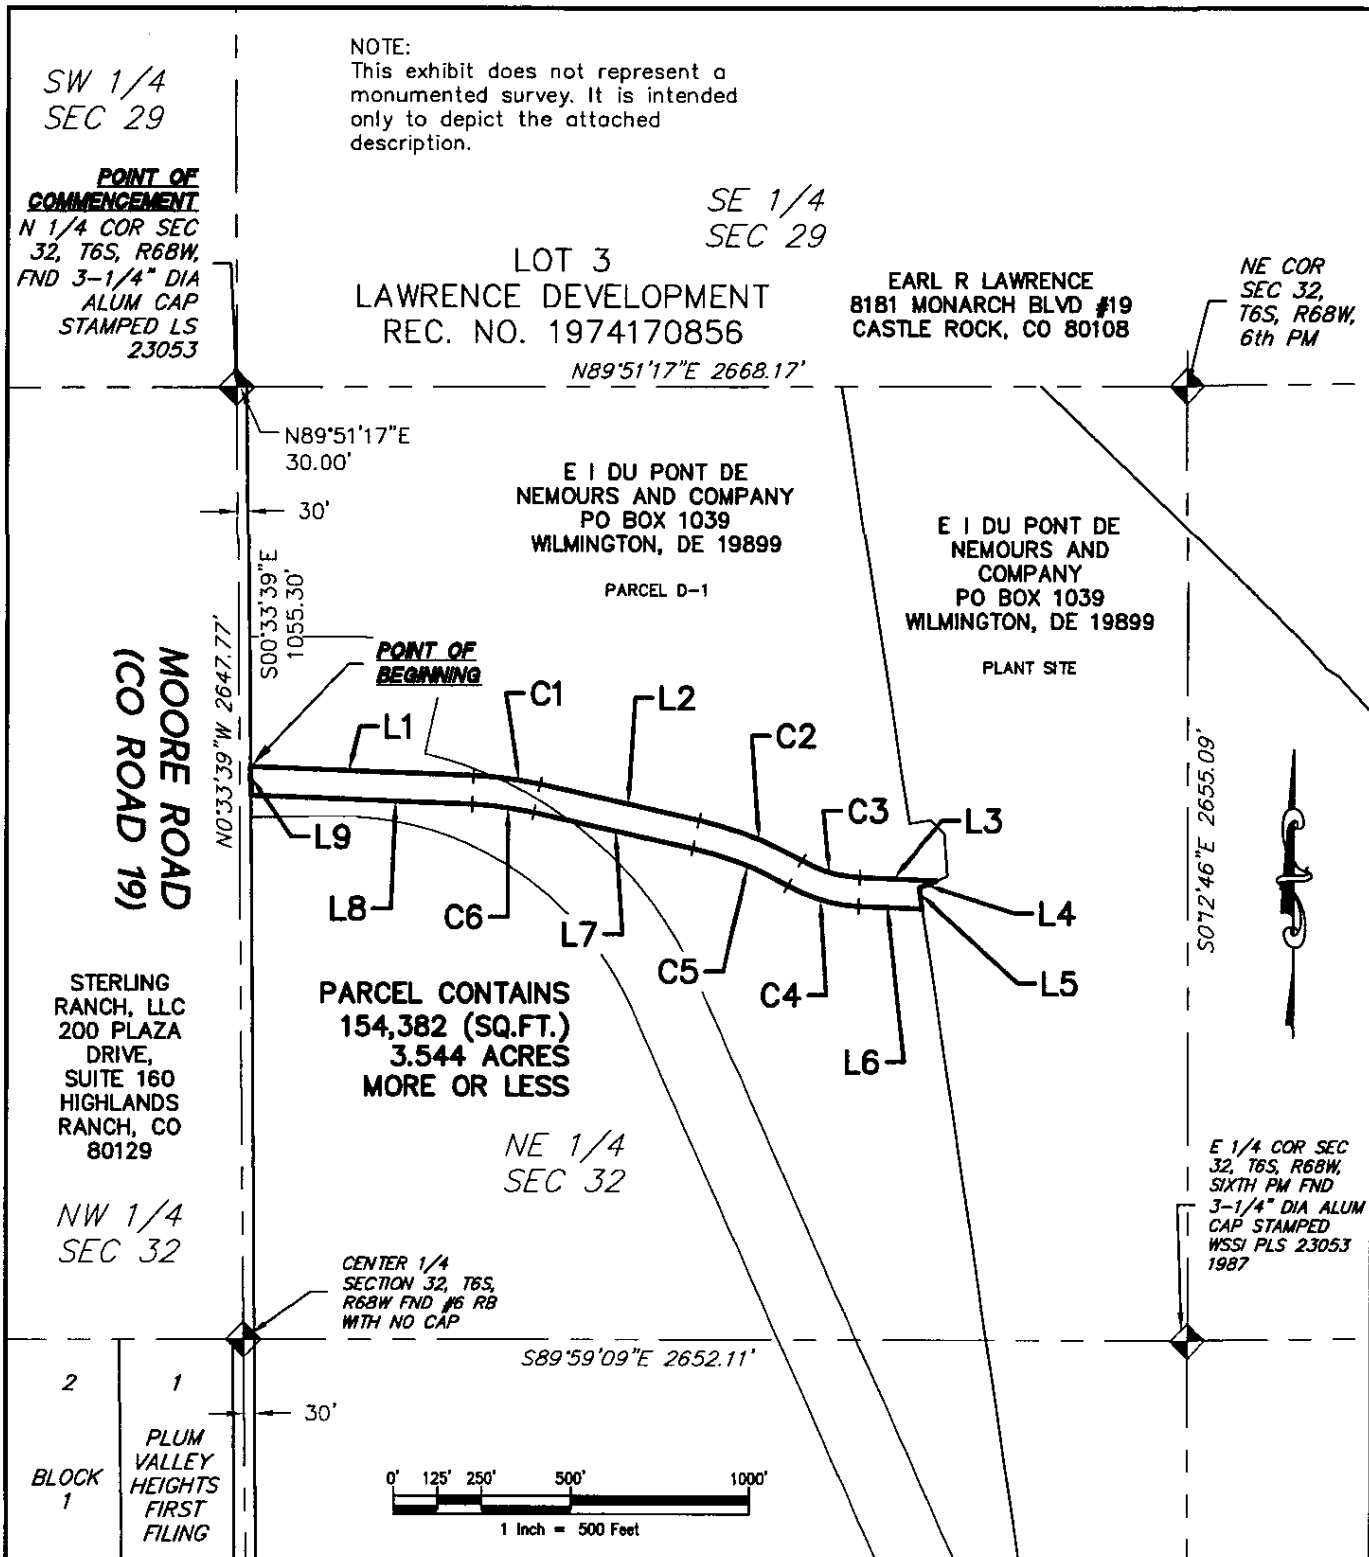 SW 1/4
SEC 29
NOTE:
This exhibit does not represent a
monumented survey. It is intended
only to depict the attached
description.
POINT OF
COMMENCEMENT
N 1/4 COR SEC
32, T6S, R68W,
FND 3-1/4" DIA
ALUM CAP
STAMPED LS
23053
SE 1/4
SEC 29
LOT 3
LAWRENCE DEVELOPMENT
REC. NO. 1974170856
EARL R LAWRENCE
8181 MONARCH BLVD #19
CASTLE ROCK, CO 80108
NE COR
SEC 32,
T6S, R68W,
6th PM
N89°51'17"E 2668.17'
N89°51'17"E
30.00'
30'
E I DU PONT DE
NEMOURS AND COMPANY
PO BOX 1039
WILMINGTON, DE 19899
PARCEL D-1
E I DU PONT DE
NEMOURS AND
COMPANY
PO BOX 1039
WILMINGTON, DE 19899
PLANT SITE
S00°33'39"E
1055.30'
N0°33'39"W 2647.77'
MOORE ROAD
(CO ROAD 19)
POINT OF
BEGINNING
L1
C1
L2
C2
C3
L3
L9
L8
C6
L7
C5
C4
L6
L4
L5
S0°12'46"E 2655.09'
STERLING
RANCH, LLC
200 PLAZA
DRIVE,
SUITE 160
HIGHLANDS
RANCH, CO
80129
PARCEL CONTAINS
154,382 (SQ.FT.)
3.544 ACRES
MORE OR LESS
NE 1/4
SEC 32
NW 1/4
SEC 32
E 1/4 COR SEC
32, T6S, R68W,
SIXTH PM FND
3-1/4" DIA ALUM
CAP STAMPED
WSSI PLS 23053
1987
CENTER 1/4
SECTION 32, T6S,
R68W FND #6 RB
WITH NO CAP
S89°59'09"E 2652.11'
2
1
30'
BLOCK
1
PLUM
VALLEY
HEIGHTS
FIRST
FILING
0' 125' 250' 500' 1000'
1 Inch = 500 Feet